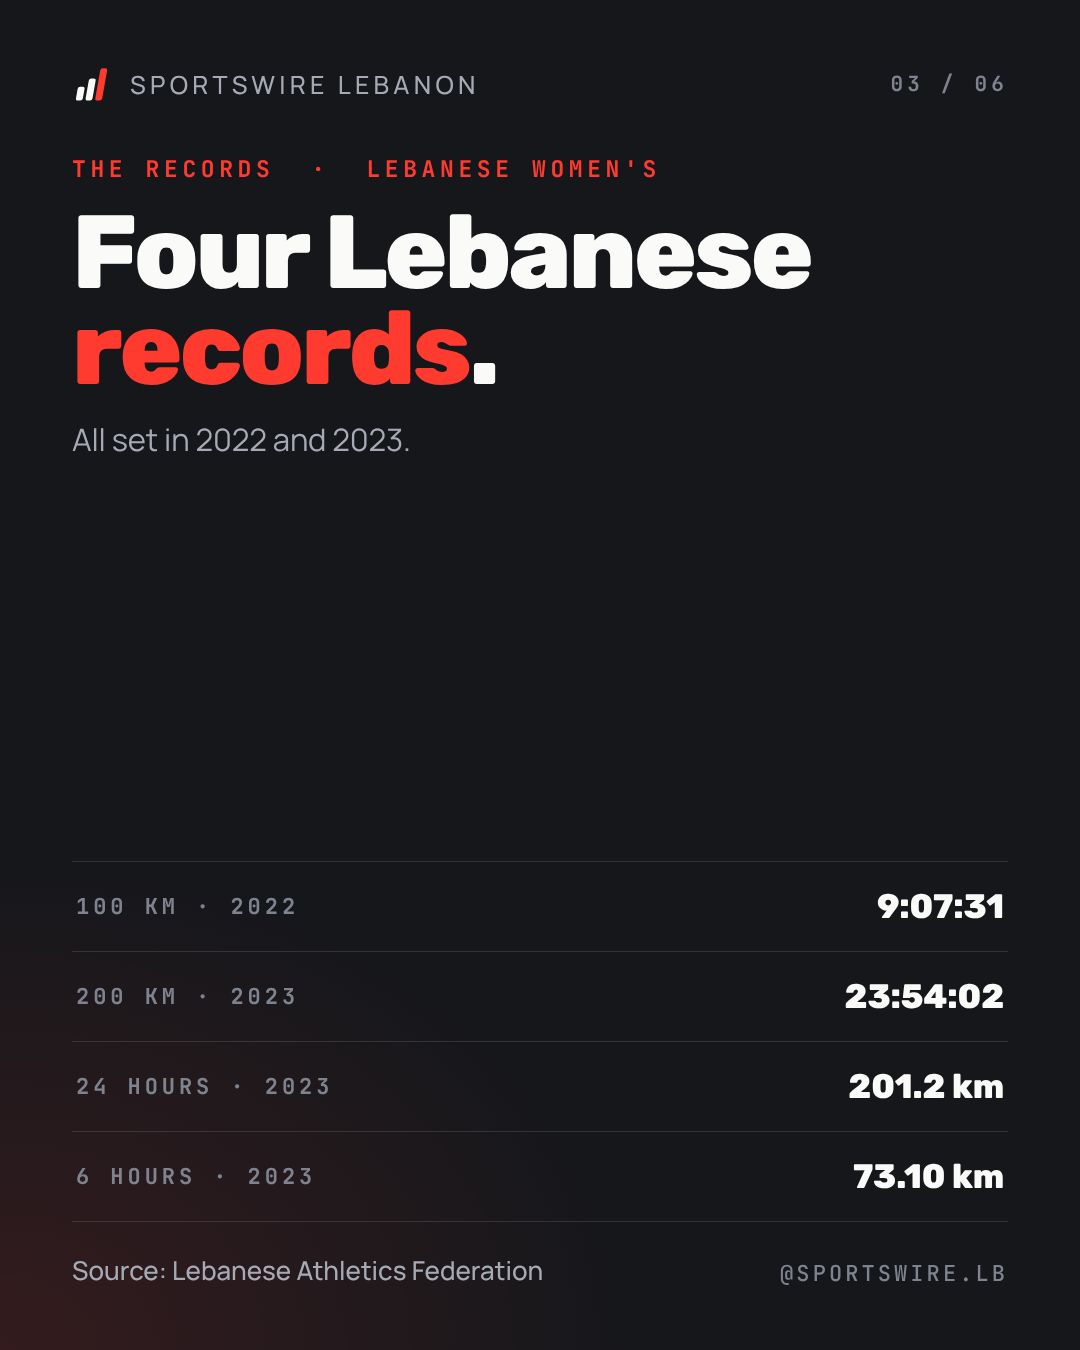 SPORTSWIRE LEBANON
03 / 06
THE RECORDS · LEBANESE WOMEN'S
Four Lebanese
records.
All set in 2022 and 2023.
100 KM · 2022 9:07:31
200 KM · 2023 23:54:02
24 HOURS · 2023 201.2 km
6 HOURS · 2023 73.10 km
Source: Lebanese Athletics Federation
@SPORTSWIRE.LB